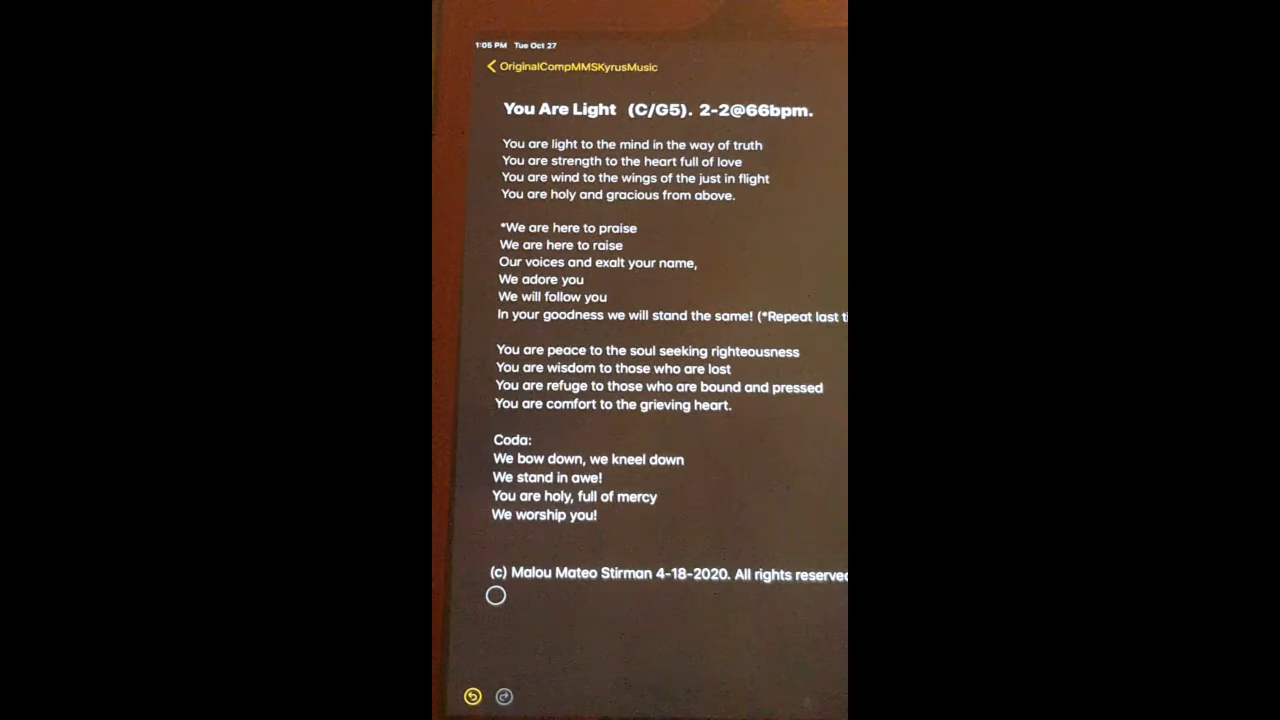 1:05 PM Tue Oct 27
OriginalCompMMSKyrusMusic
You Are Light (C/G5). 2-2@66bpm.
You are light to the mind in the way of truth
You are strength to the heart full of love
You are wind to the wings of the just in flight
You are holy and gracious from above.
*We are here to praise
We are here to raise
Our voices and exalt your name,
We adore you
We will follow you
In your goodness we will stand the same! (*Repeat last
You are peace to the soul seeking righteousness
You are wisdom to those who are lost
You are refuge to those who are bound and pressed
You are comfort to the grieving heart.
Coda:
We bow down, we kneel down
We stand in awe!
You are holy, full of mercy
We worship you!
(c) Malou Mateo Stirman 4-18-2020. All rights reserved